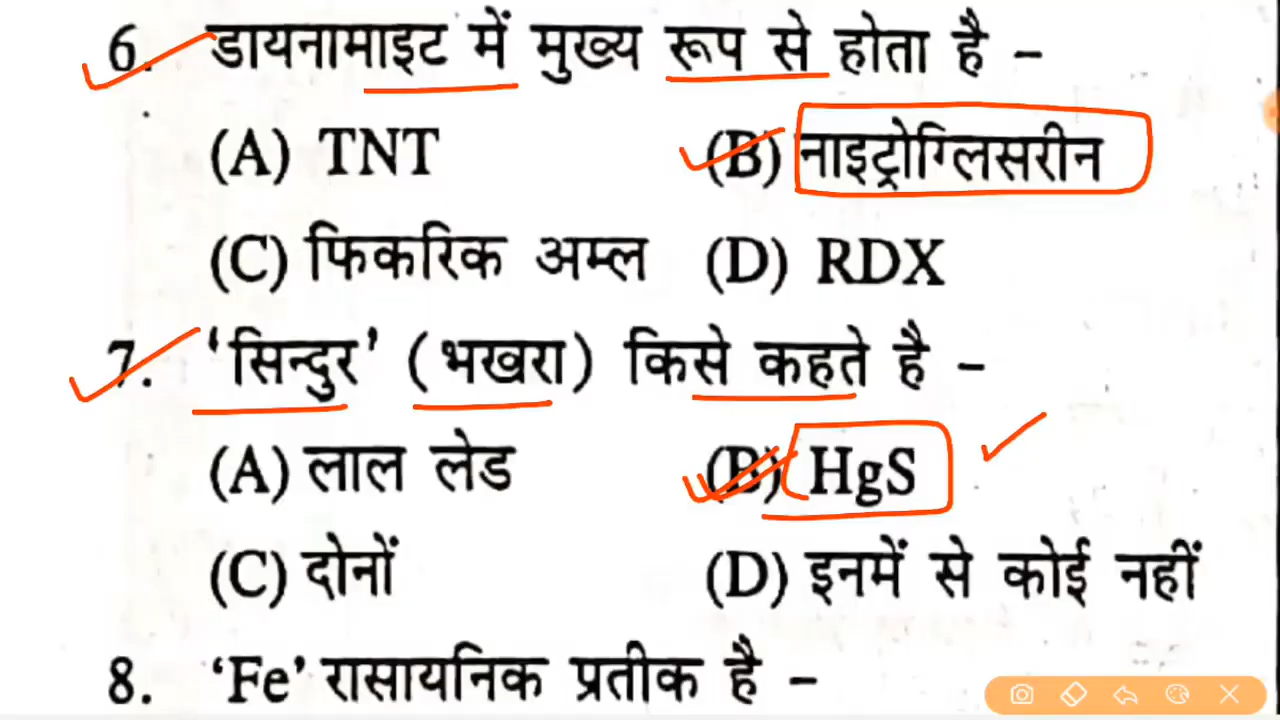 6. डायनामाइट में मुख्य रूप से होता है –
(A) TNT (B) नाइट्रोग्लिसरीन
(C) फिकरिक अम्ल (D) RDX
7. 'सिन्दुर' (भखरा) किसे कहते है –
(A) लाल लेड (B) HgS
(C) दोनों (D) इनमें से कोई नहीं
8. 'Fe' रासायनिक प्रतीक है –